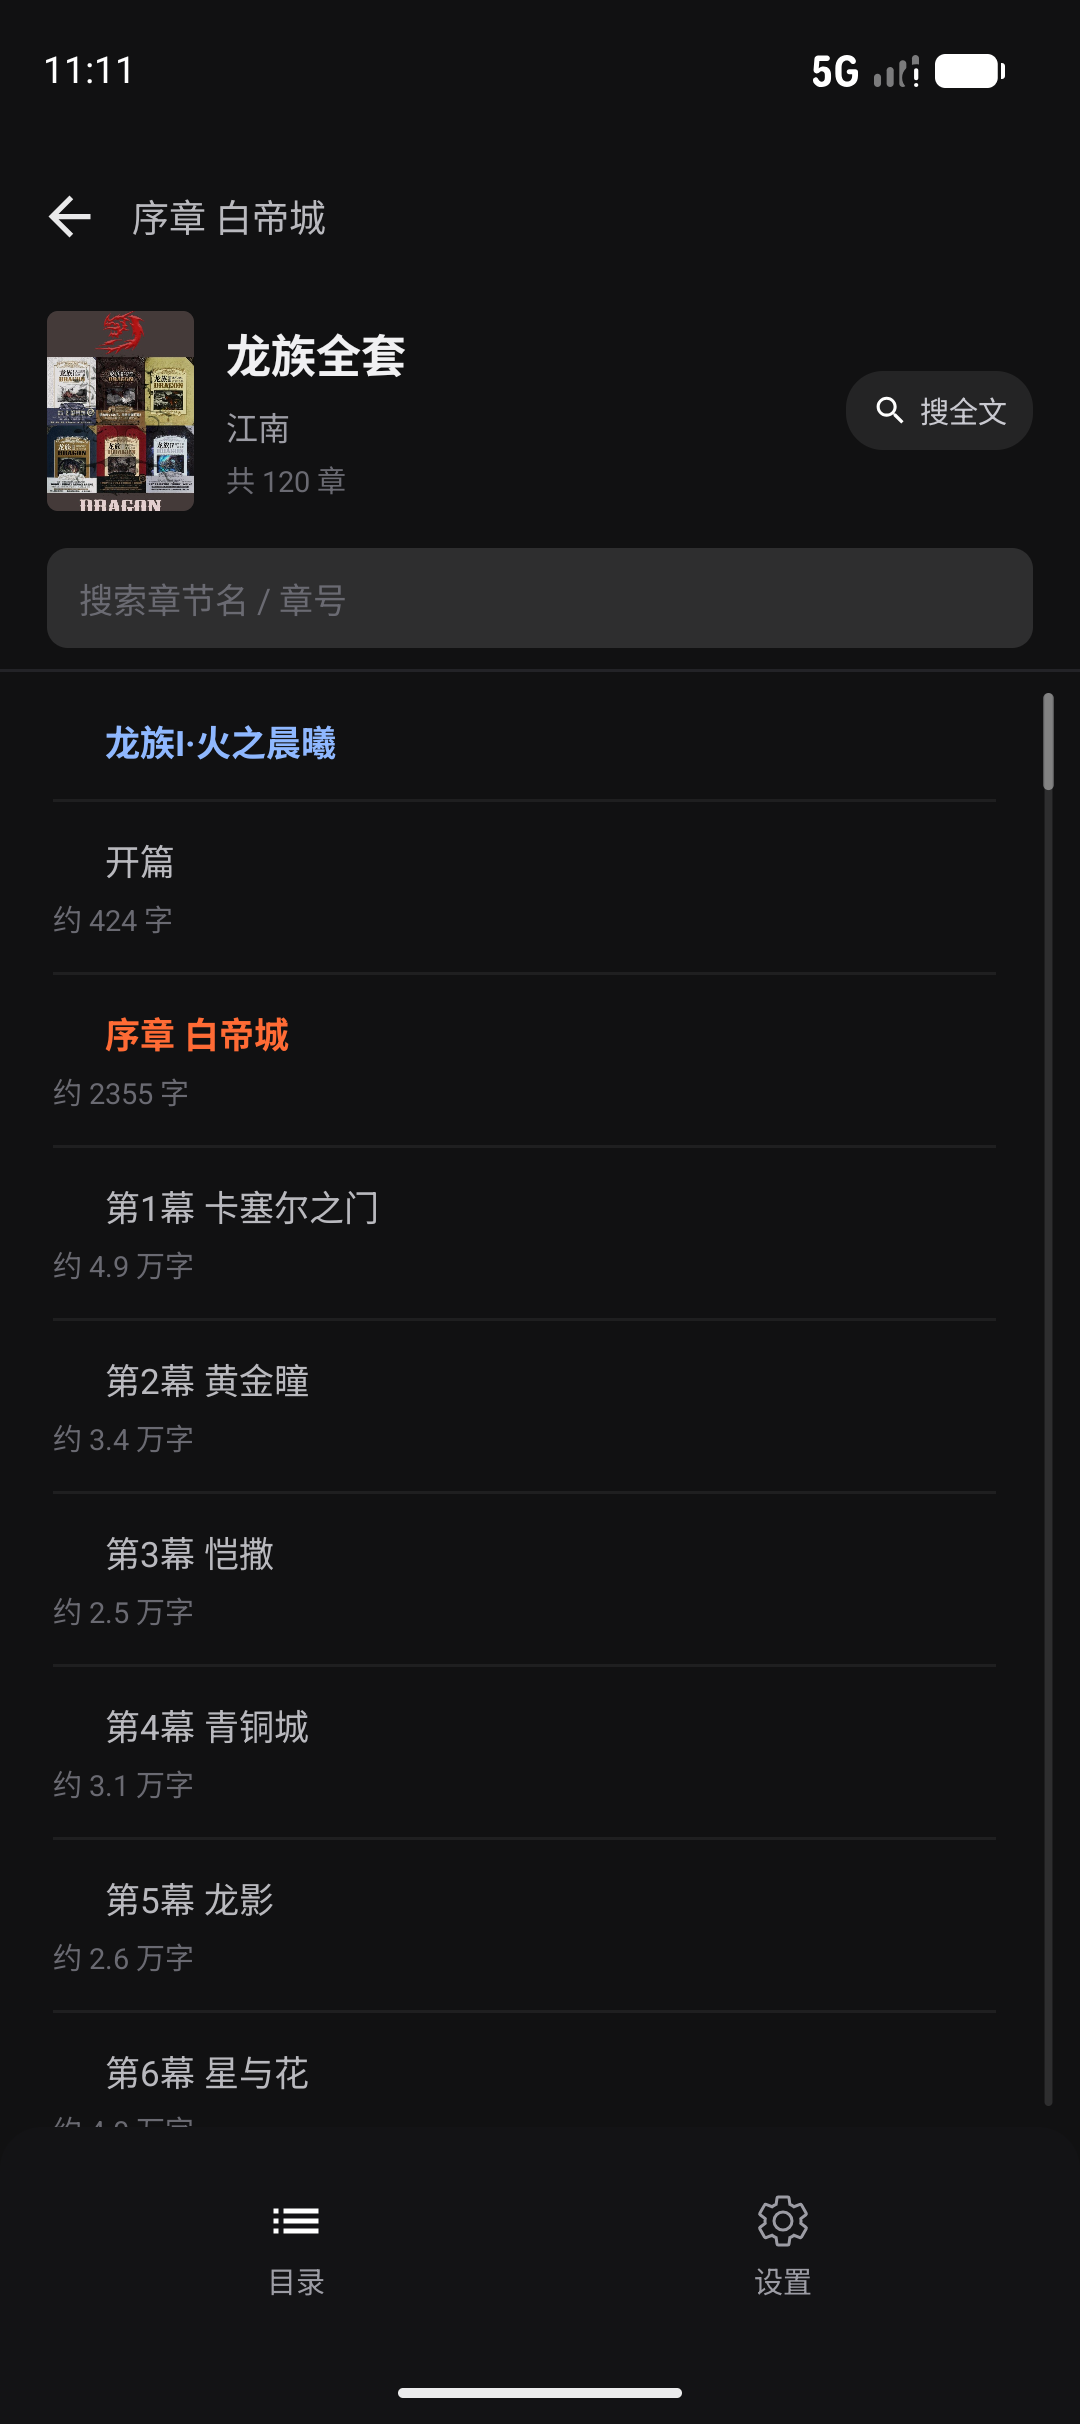 11:11
5G
序章 白帝城
龙族全套
江南
共 120 章
搜全文
DRAGON
搜索章节名 / 章号
龙族I·火之晨曦
开篇
约 424 字
序章 白帝城
约 2355 字
第1幕 卡塞尔之门
约 4.9 万字
第2幕 黄金瞳
约 3.4 万字
第3幕 恺撒
约 2.5 万字
第4幕 青铜城
约 3.1 万字
第5幕 龙影
约 2.6 万字
第6幕 星与花
目录
设置